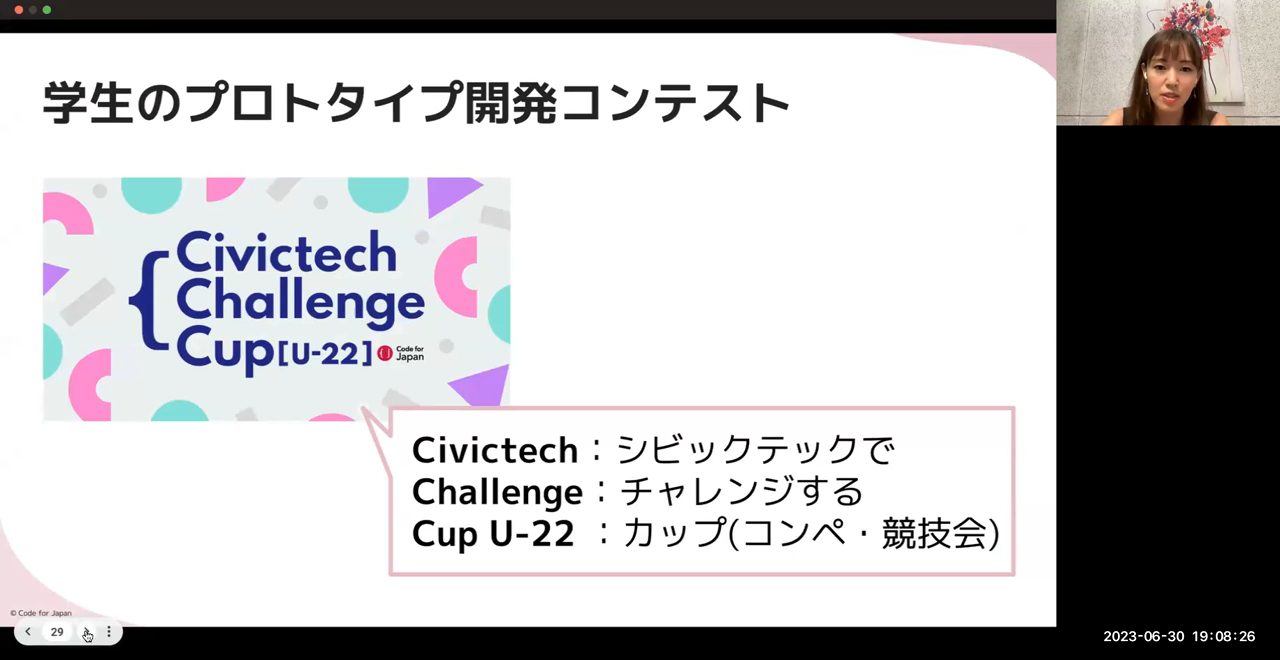 学生のプロトタイプ開発コンテスト
{ Civictech
Challenge
Cup[U-22] Code for
Japan
Civictech：シビックテックで
Challenge：チャレンジする
Cup U-22 ：カップ(コンペ・競技会)
© Code for Japan
29
2023-06-30 19:08:26